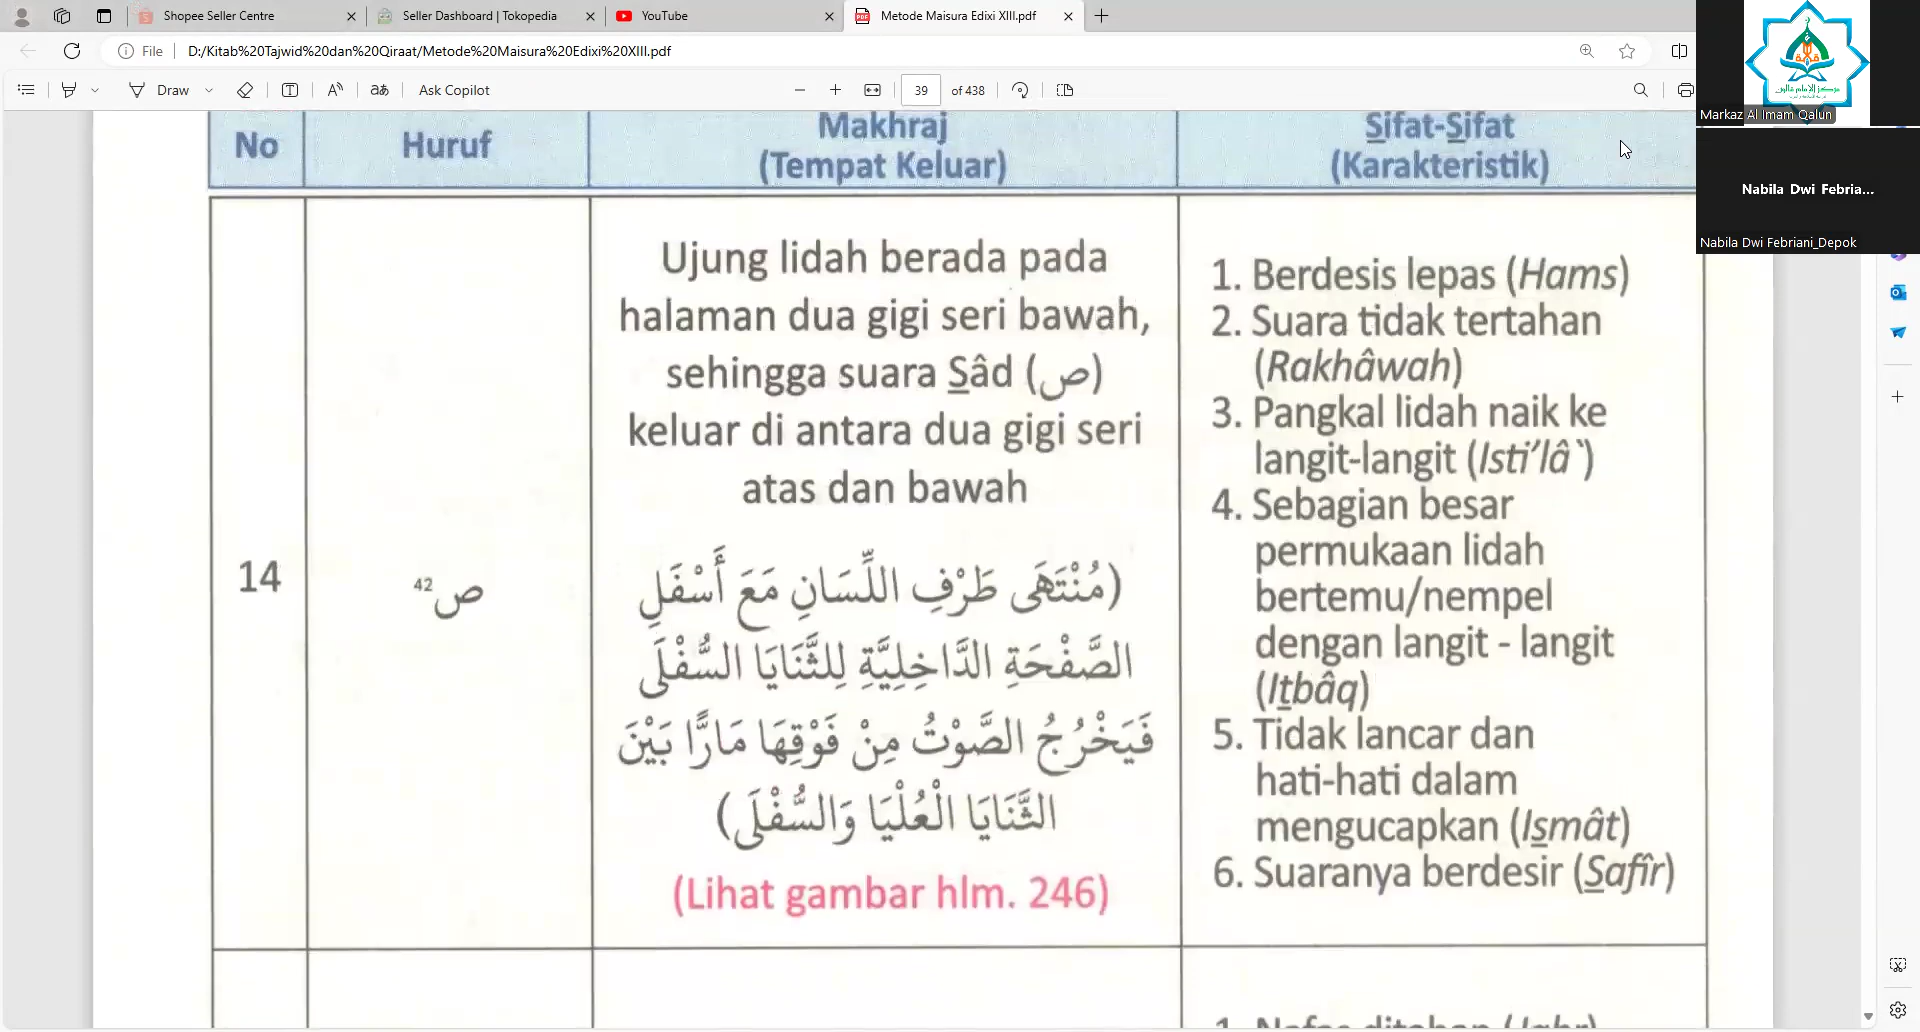 Shopee Seller Centre
Seller Dashboard | Tokopedia
YouTube
Metode Maisura Edixi XIII.pdf
File
D:/Kitab%20Tajwid%20dan%20Qiraat/Metode%20Maisura%20Edixi%20XIII.pdf
Draw
Ask Copilot
39 of 438
Markaz Al Imam Qalun
Nabila Dwi Febria...
Nabila Dwi Febriani_Depok
No
Huruf
Makhraj
(Tempat Keluar)
Sifat-Sifat
(Karakteristik)
14
ص 42
Ujung lidah berada pada
halaman dua gigi seri bawah,
sehingga suara Sâd (ص)
keluar di antara dua gigi seri
atas dan bawah
(مُنْتَهَى طَرْفِ اللِّسَانِ مَعَ أَسْفَلِ
الصَّفْحَةِ الدَّاخِلِيَّةِ لِلثَّنَايَا السُّفْلَى
فَيَخْرُجُ الصَّوْتُ مِنْ فَوْقِهَا مَارًّا بَيْنَ
الثَّنَايَا الْعُلْيَا وَالسُّفْلَى)
(Lihat gambar hlm. 246)
1. Berdesis lepas (Hams)
2. Suara tidak tertahan
(Rakhâwah)
3. Pangkal lidah naik ke
langit-langit (Isti'lâ`)
4. Sebagian besar
permukaan lidah
bertemu/nempel
dengan langit - langit
(Itbâq)
5. Tidak lancar dan
hati-hati dalam
mengucapkan (Ismât)
6. Suaranya berdesir (Safîr)
1. Nafas ditahan (Jahr)